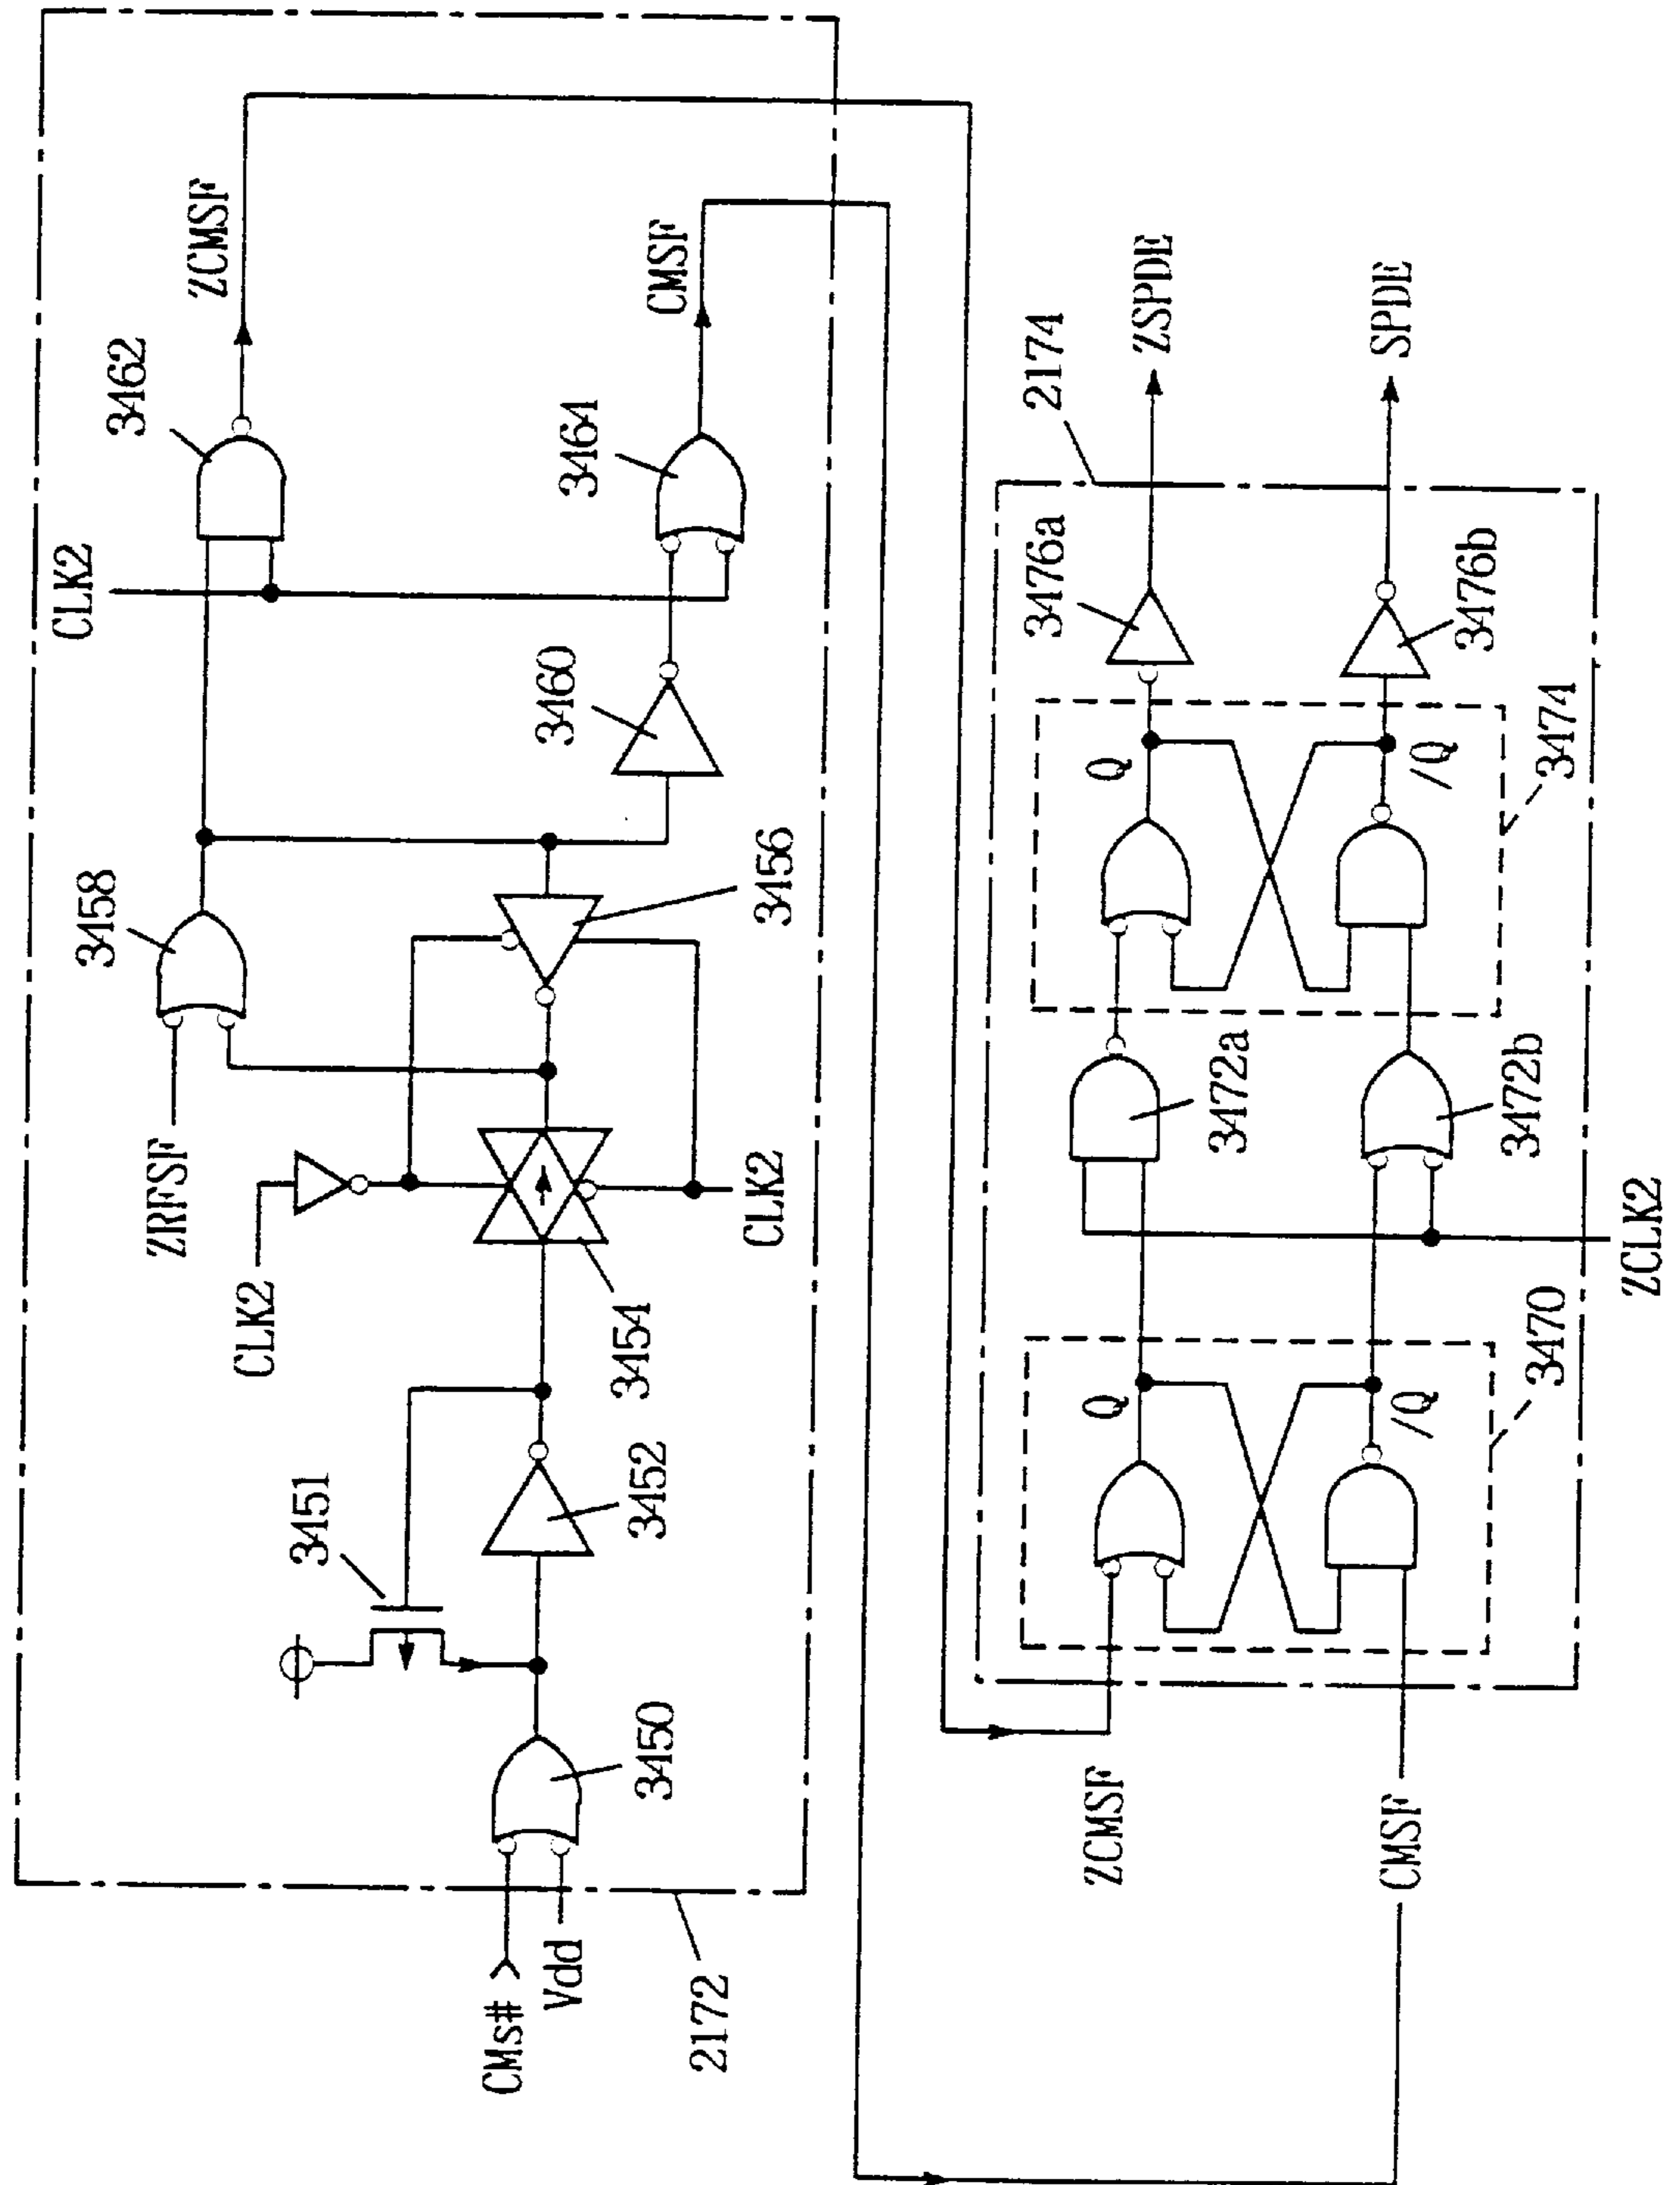 CLK2
3462
ZCMSF
3458
ZRFSF
CLK2
3460
3464
CMSF
3456
3451
3454
CLK2
3452
3450
CMs#
Vdd
2172
2174
3476a
ZSPDE
SPDE
3476b
Q
/Q
3474
3472a
3472b
ZCLK2
Q
/Q
3470
ZCMSF
CMSF